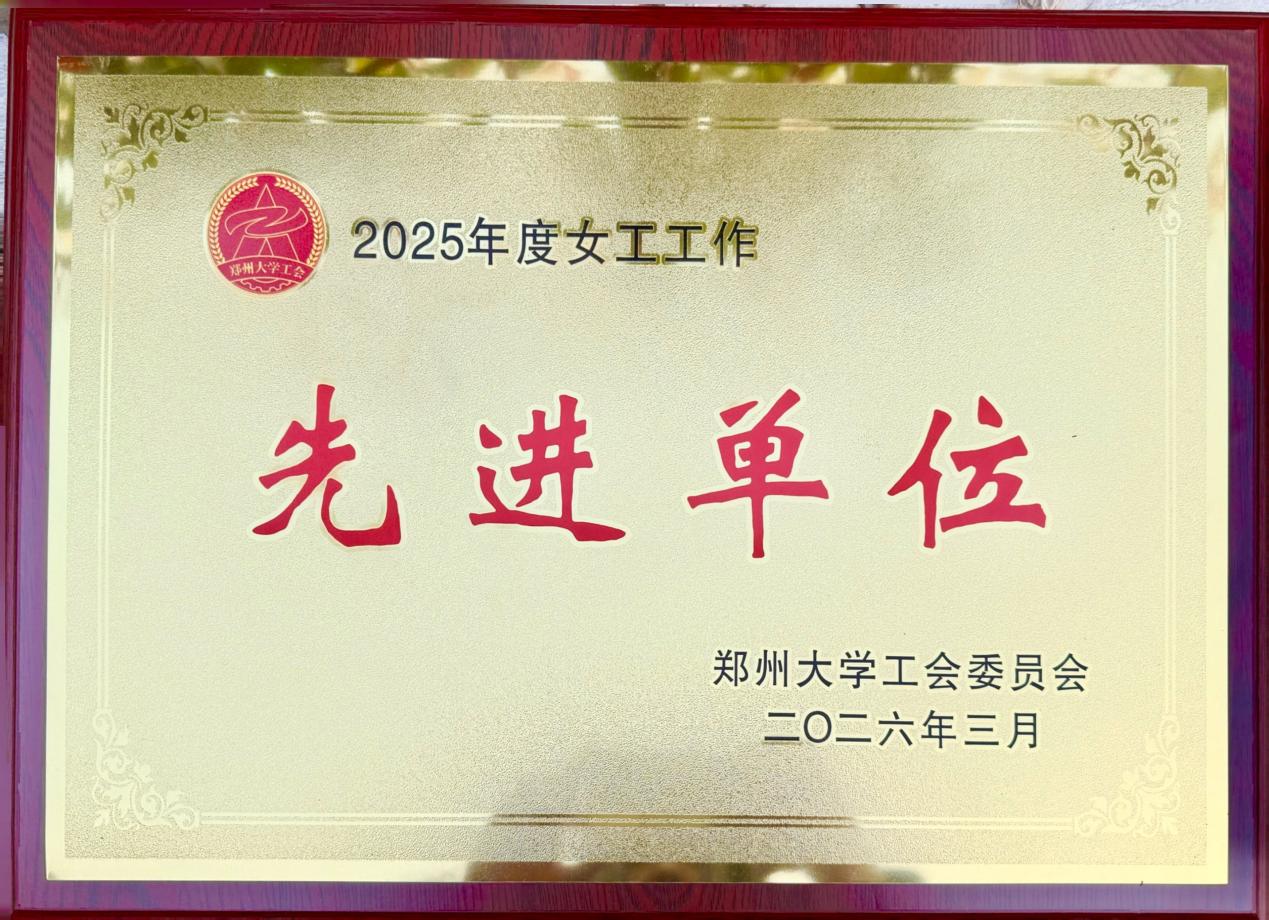 郑州大学工会
2025年度女工工作
先进单位
郑州大学工会委员会
二〇二六年三月